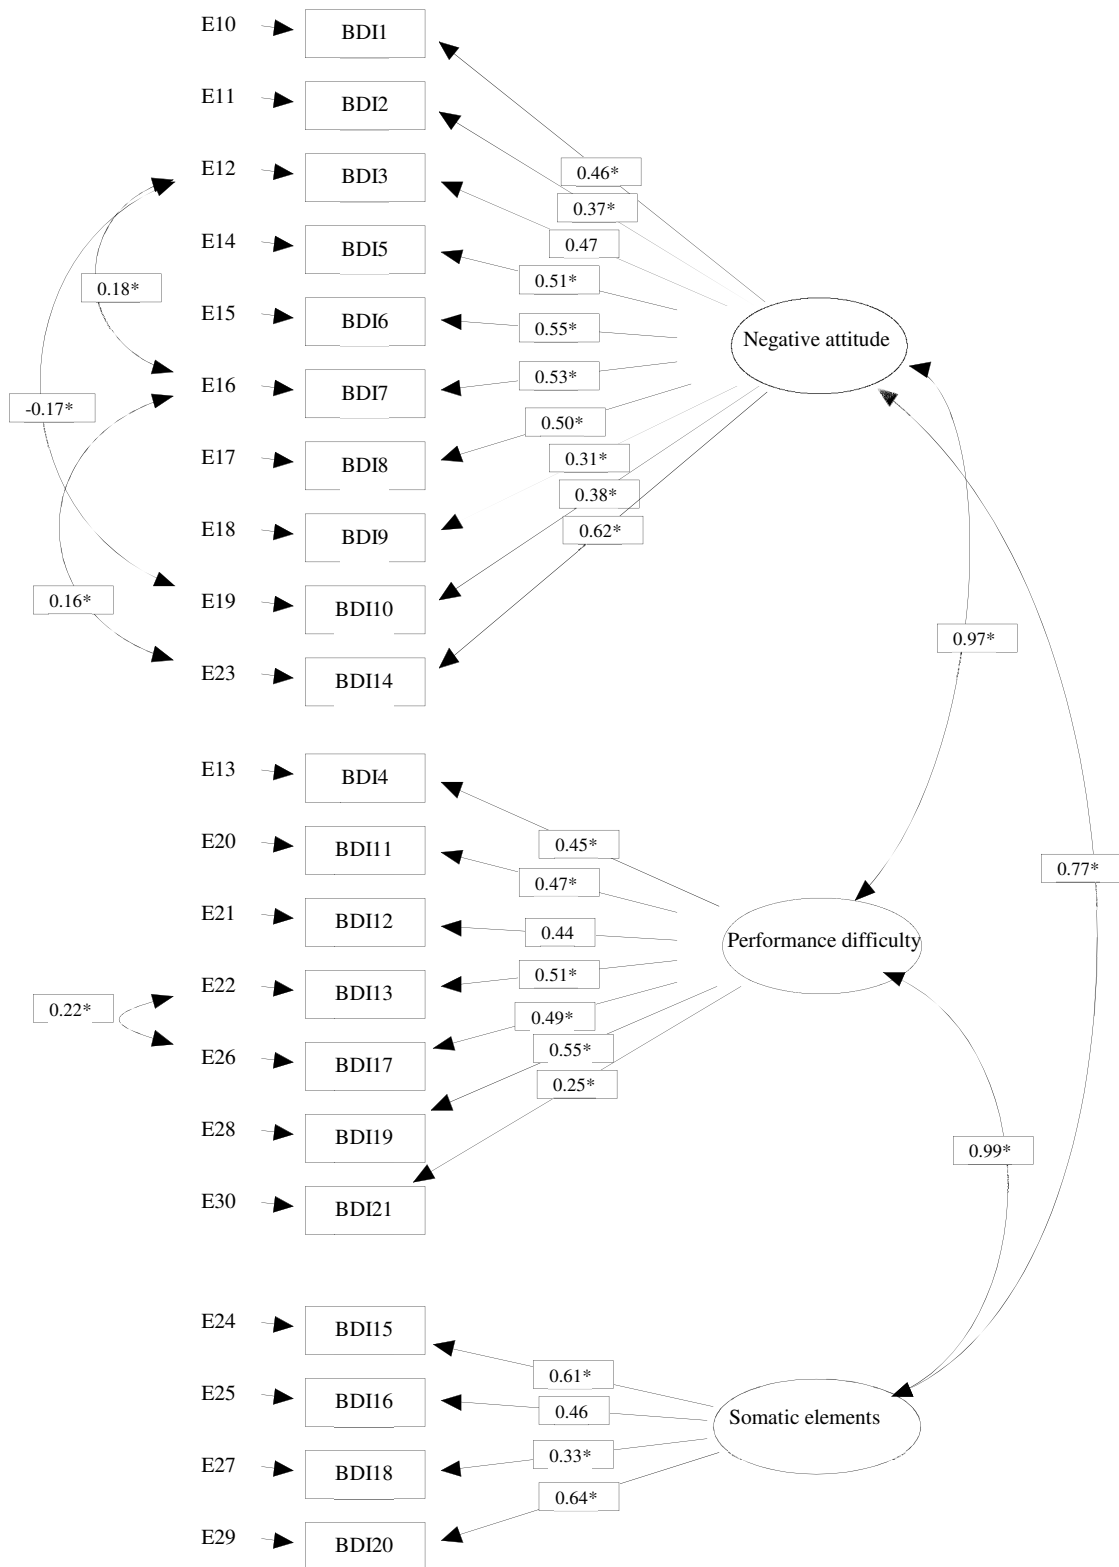 E10 BDI1
E11 BDI2
E12 BDI3 0.46*
0.37*
E14 BDI5 0.47
0.18* 0.51*
E15 BDI6 0.55* Negative attitude
E16 BDI7 0.53*
-0.17* 0.50*
E17 BDI8 0.31*
0.38*
E18 BDI9 0.62*
0.16* E19 BDI10
0.97*
E23 BDI14
E13 BDI4
E20 BDI11 0.45*
0.77*
0.47*
E21 BDI12 0.44 Performance difficulty
E22 BDI13 0.51*
0.22* 0.49*
E26 BDI17 0.55*
0.25*
E28 BDI19
0.99*
E30 BDI21
E24 BDI15
0.61*
E25 BDI16 0.46 Somatic elements
0.33*
E27 BDI18
0.64*
E29 BDI20